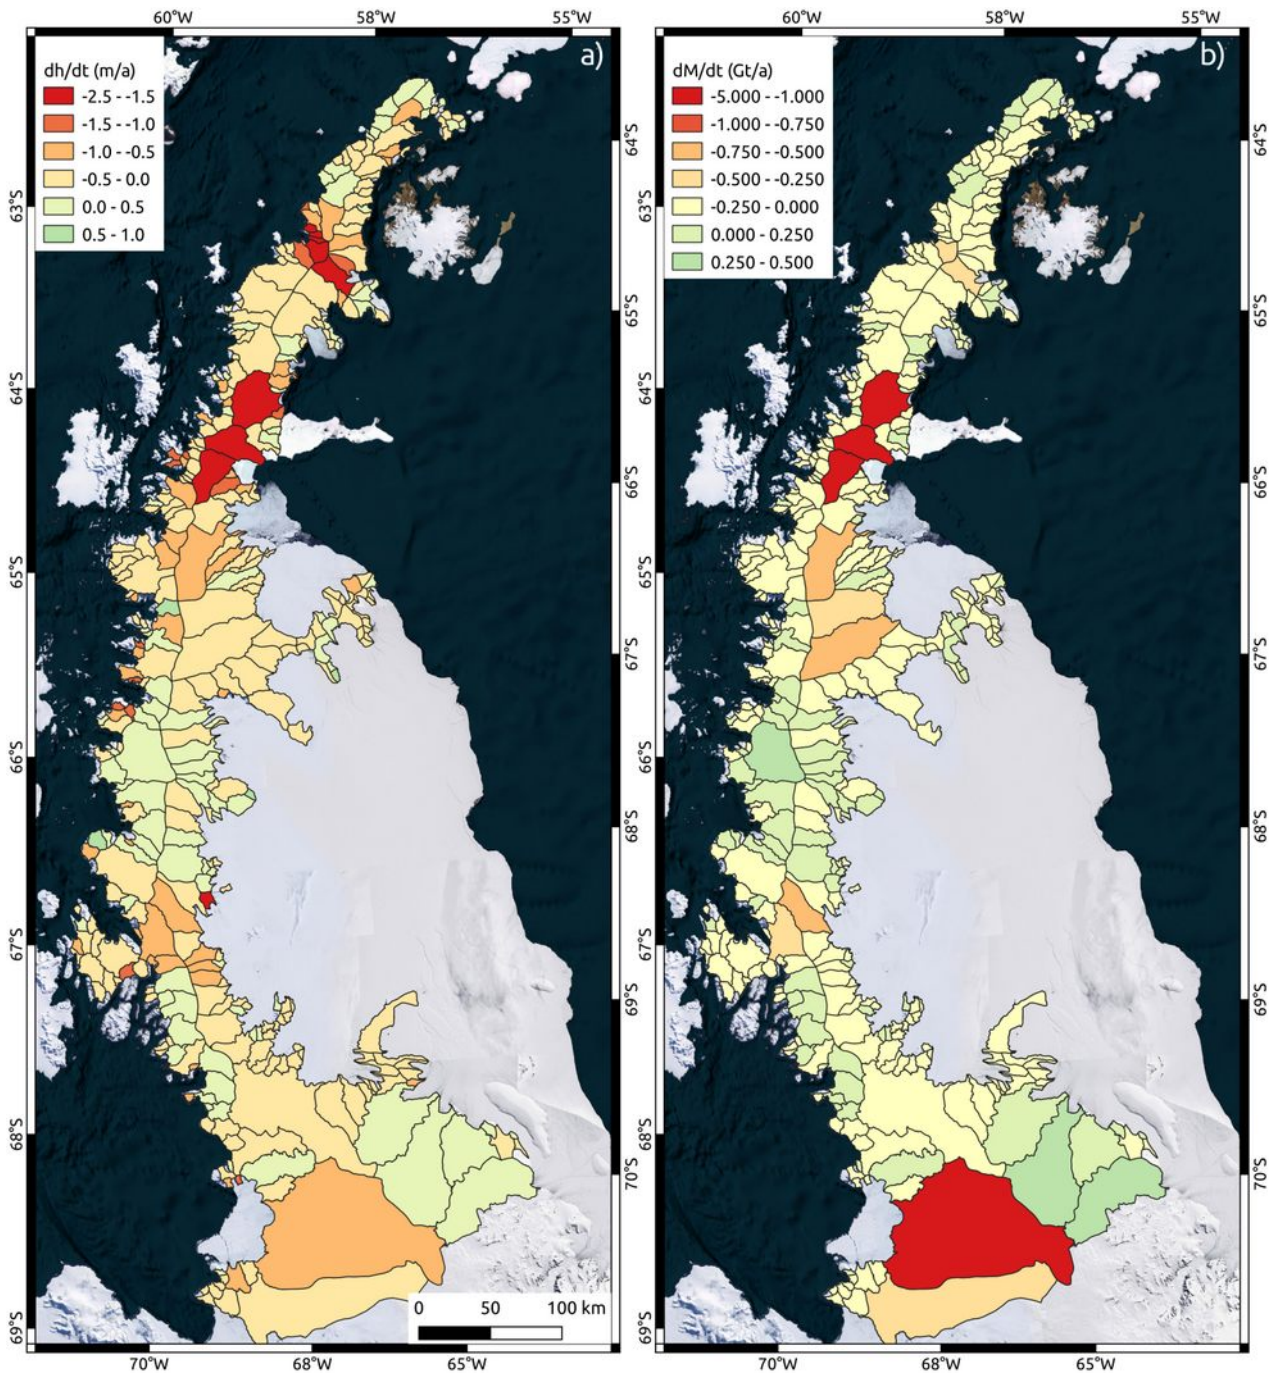 60°W 58°W 55°W 60°W 58°W 55°W
a)
b)
dh/dt (m/a)
-2.5 - -1.5
-1.5 - -1.0
-1.0 - -0.5
-0.5 - 0.0
0.0 - 0.5
0.5 - 1.0
dM/dt (Gt/a)
-5.000 - -1.000
-1.000 - -0.750
-0.750 - -0.500
-0.500 - -0.250
-0.250 - 0.000
0.000 - 0.250
0.250 - 0.500
63°S
64°S
65°S
66°S
67°S
68°S
69°S
64°S
65°S
66°S
67°S
68°S
69°S
70°S
63°S
64°S
65°S
66°S
67°S
68°S
69°S
64°S
65°S
66°S
67°S
68°S
69°S
70°S
0 50 100 km
70°W 68°W 65°W 70°W 68°W 65°W